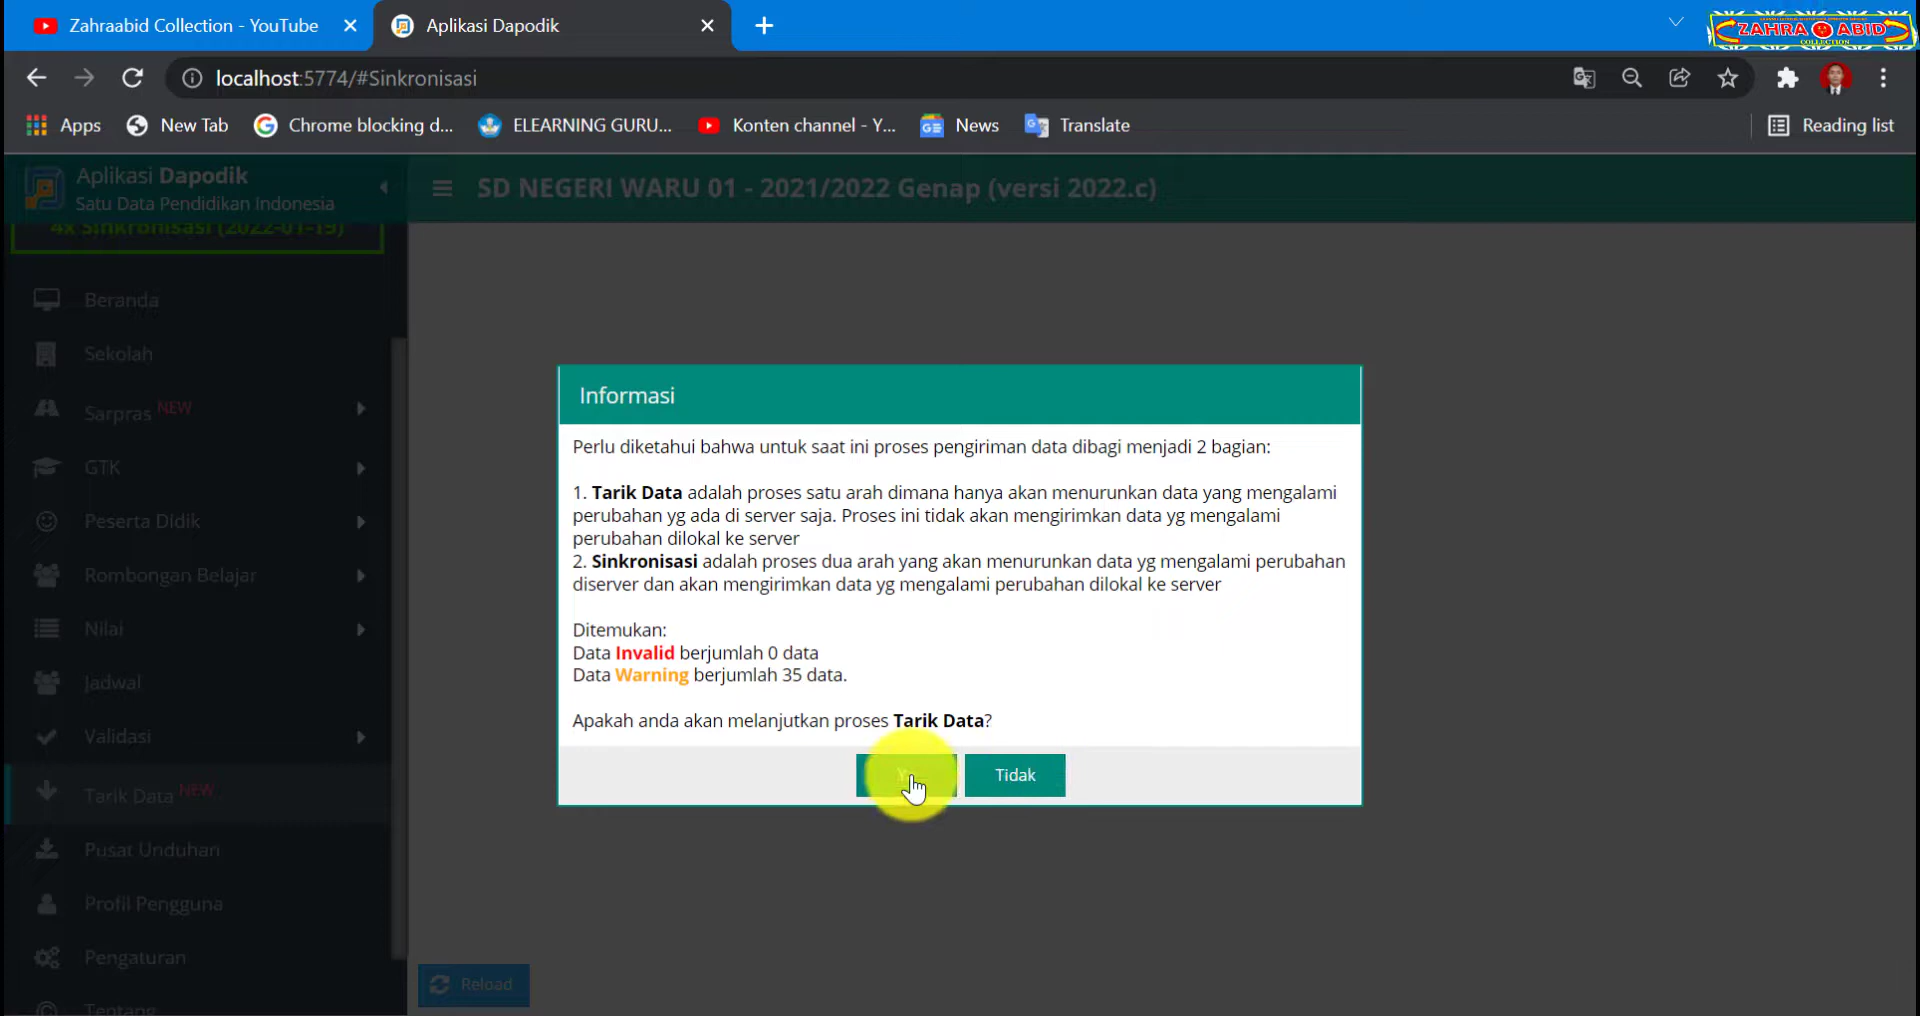 Zahraabid Collection - YouTube
Aplikasi Dapodik
ZAHRA ABID
COLLECTION
localhost:5774/#Sinkronisasi
Apps
New Tab
Chrome blocking d...
ELEARNING GURU...
Konten channel - Y...
News
Translate
Reading list
Aplikasi Dapodik
Satu Data Pendidikan Indonesia
SD NEGERI WARU 01 - 2021/2022 Genap (versi 2022.c)
4x Sinkronisasi (2022-01-19)
Beranda
Sekolah
Sarpras NEW
GTK
Peserta Didik
Rombongan Belajar
Nilai
Jadwal
Validasi
Tarik Data NEW
Pusat Unduhan
Profil Pengguna
Pengaturan
Tentang
Informasi
Perlu diketahui bahwa untuk saat ini proses pengiriman data dibagi menjadi 2 bagian:
1. Tarik Data adalah proses satu arah dimana hanya akan menurunkan data yang mengalami
perubahan yg ada di server saja. Proses ini tidak akan mengirimkan data yg mengalami
perubahan dilokal ke server
2. Sinkronisasi adalah proses dua arah yang akan menurunkan data yg mengalami perubahan
diserver dan akan mengirimkan data yg mengalami perubahan dilokal ke server
Ditemukan:
Data Invalid berjumlah 0 data
Data Warning berjumlah 35 data.
Apakah anda akan melanjutkan proses Tarik Data?
Tidak
Reload